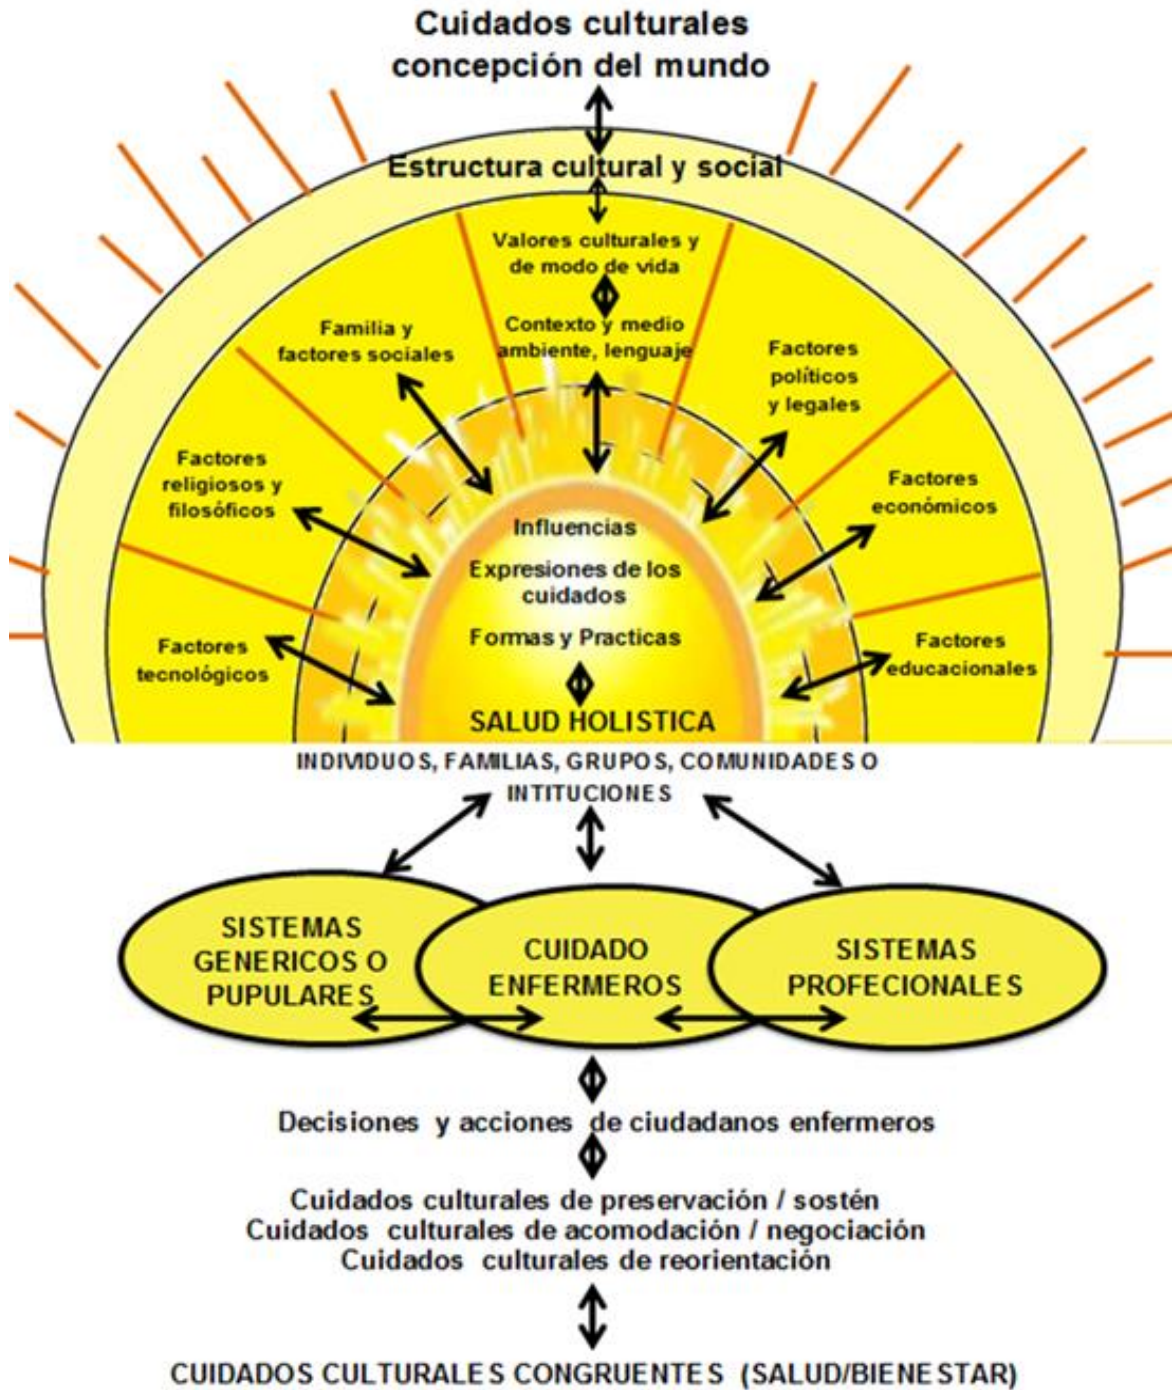 Cuidados culturales
concepción del mundo
Estructura cultural y social
Valores culturales y
de modo de vida
Contexto y medio
ambiente, lenguaje
Familia y
factores sociales
Factores
políticos
y legales
Factores
religiosos y
filosóficos
Factores
económicos
Factores
tecnológicos
Factores
educacionales
Influencias
Expresiones de los
cuidados
Formas y Practicas
SALUD HOLISTICA
INDIVIDUOS, FAMILIAS, GRUPOS, COMUNIDADES O
INTITUCIONES
SISTEMAS
GENERICOS O
PUPULARES
CUIDADO
ENFERMEROS
SISTEMAS
PROFECIONALES
Decisiones y acciones de ciudadanos enfermeros
Cuidados culturales de preservación / sostén
Cuidados culturales de acomodación / negociación
Cuidados culturales de reorientación
CUIDADOS CULTURALES CONGRUENTES (SALUD/BIENESTAR)